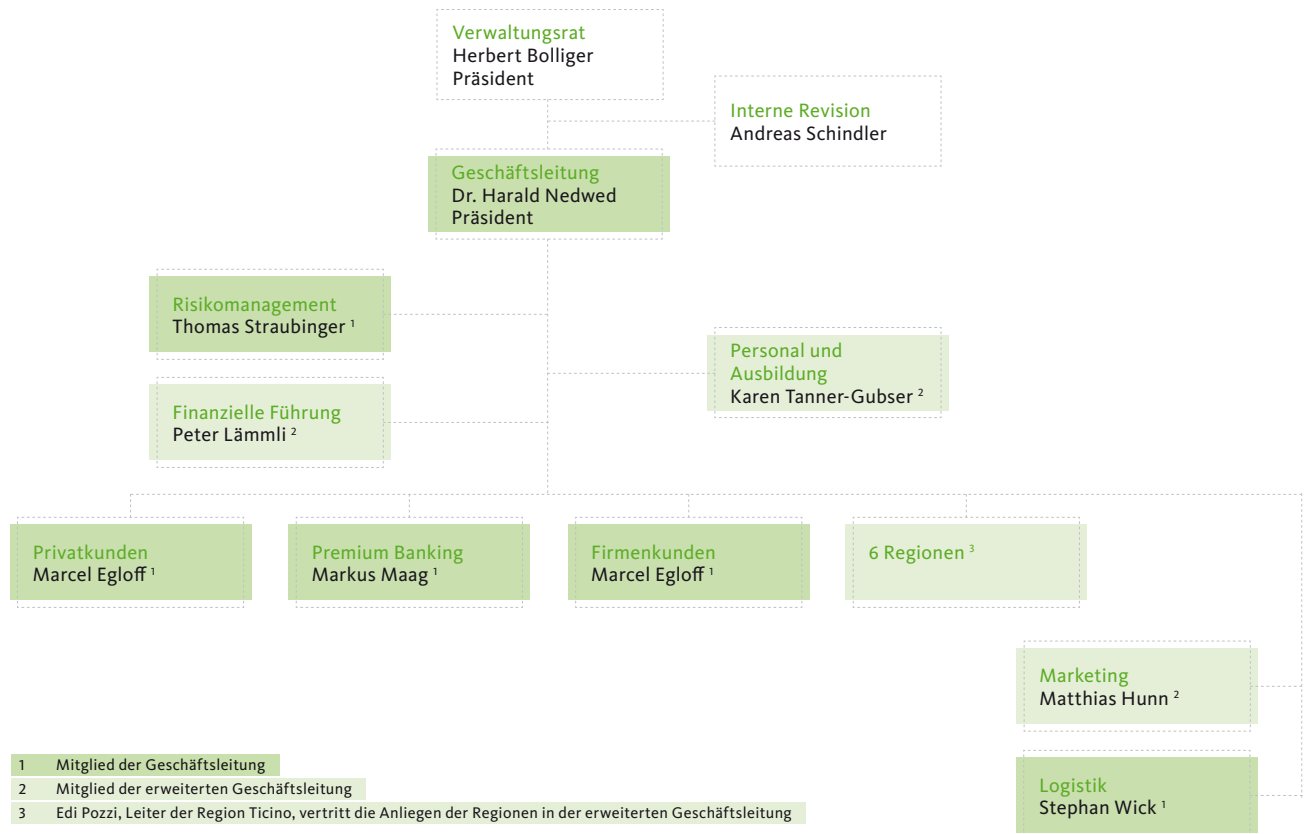 Verwaltungsrat
Herbert Bolliger
Präsident
Interne Revision
Andreas Schindler
Geschäftsleitung
Dr. Harald Nedwed
Präsident
Risikomanagement
Thomas Straubinger ¹
Personal und
Ausbildung
Karen Tanner-Gubser ²
Finanzielle Führung
Peter Lämmli ²
Privatkunden
Marcel Egloff ¹
Premium Banking
Markus Maag ¹
Firmenkunden
Marcel Egloff ¹
6 Regionen ³
Marketing
Matthias Hunn ²
Logistik
Stephan Wick ¹
1 Mitglied der Geschäftsleitung
2 Mitglied der erweiterten Geschäftsleitung
3 Edi Pozzi, Leiter der Region Ticino, vertritt die Anliegen der Regionen in der erweiterten Geschäftsleitung